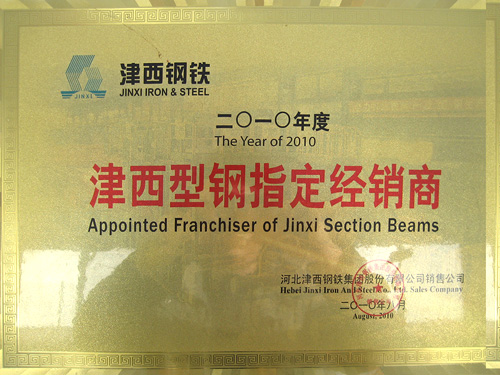 津西钢铁
JINXI
JINXI IRON & STEEL
二〇一〇年度
The Year of 2010
津西型钢指定经销商
Appointed Franchiser of Jinxi Section Beams
河北津西钢铁集团股份有限公司销售公司
Hebei Jinxi Iron And Steel Co., Ltd. Sales Company
二〇一〇年八月
August, 2010